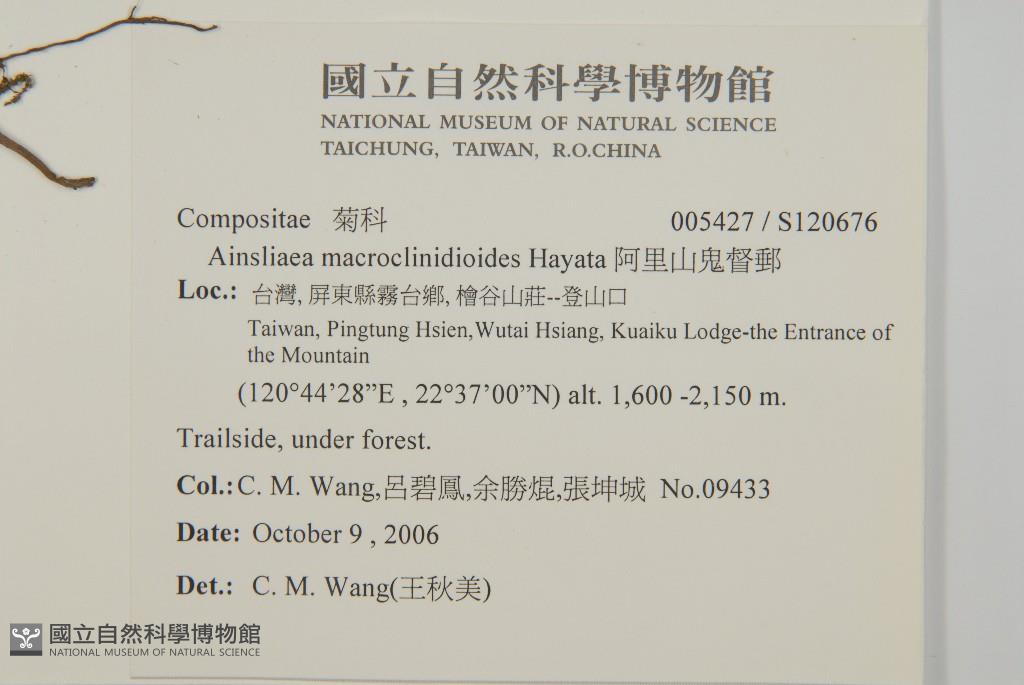 國立自然科學博物館
NATIONAL MUSEUM OF NATURAL SCIENCE
TAICHUNG, TAIWAN, R.O.CHINA
Compositae 菊科 005427 / S120676
Ainsliaea macroclinidioides Hayata 阿里山鬼督郵
Loc.: 台灣, 屏東縣霧台鄉, 檜谷山莊--登山口
Taiwan, Pingtung Hsien,Wutai Hsiang, Kuaiku Lodge-the Entrance of
the Mountain
(120°44’28”E , 22°37’00”N) alt. 1,600 -2,150 m.
Trailside, under forest.
Col.: C. M. Wang,呂碧鳳,余勝焜,張坤城 No.09433
Date: October 9 , 2006
Det.: C. M. Wang(王秋美)
國立自然科學博物館
NATIONAL MUSEUM OF NATURAL SCIENCE